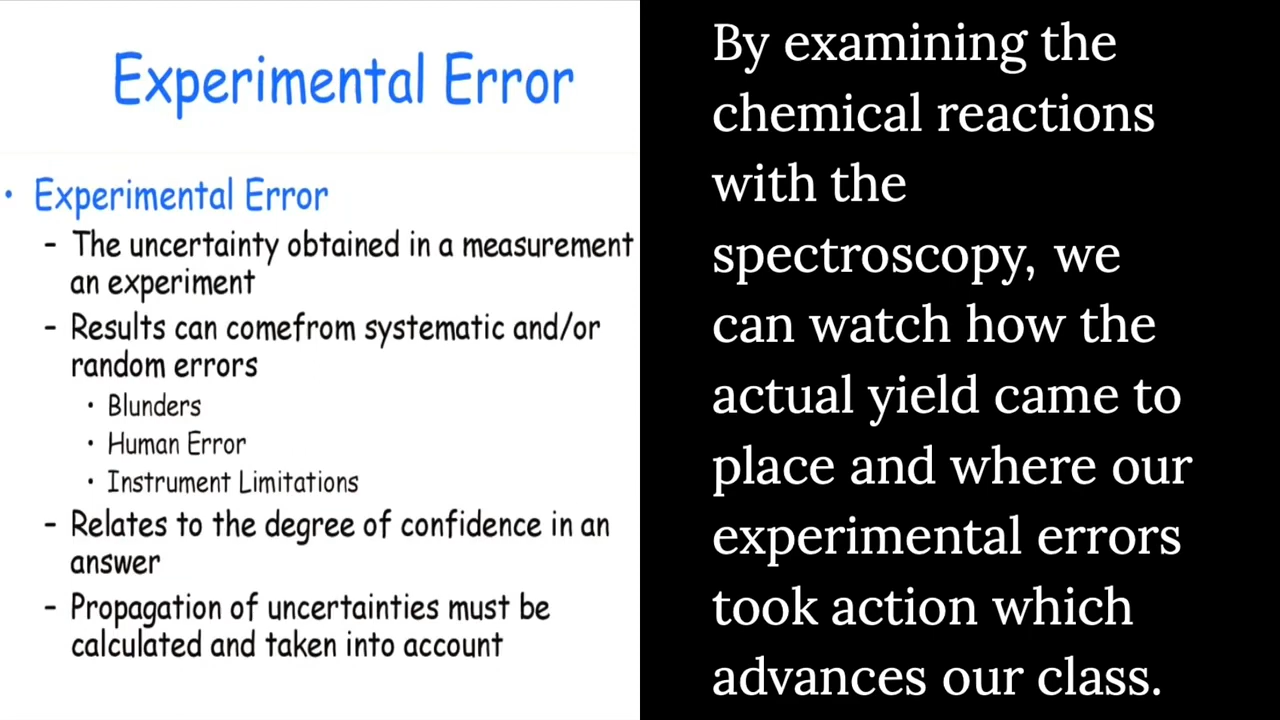 Experimental Error
• Experimental Error
– The uncertainty obtained in a measurement
an experiment
– Results can comefrom systematic and/or
random errors
• Blunders
• Human Error
• Instrument Limitations
– Relates to the degree of confidence in an
answer
– Propagation of uncertainties must be
calculated and taken into account
By examining the
chemical reactions
with the
spectroscopy, we
can watch how the
actual yield came to
place and where our
experimental errors
took action which
advances our class.